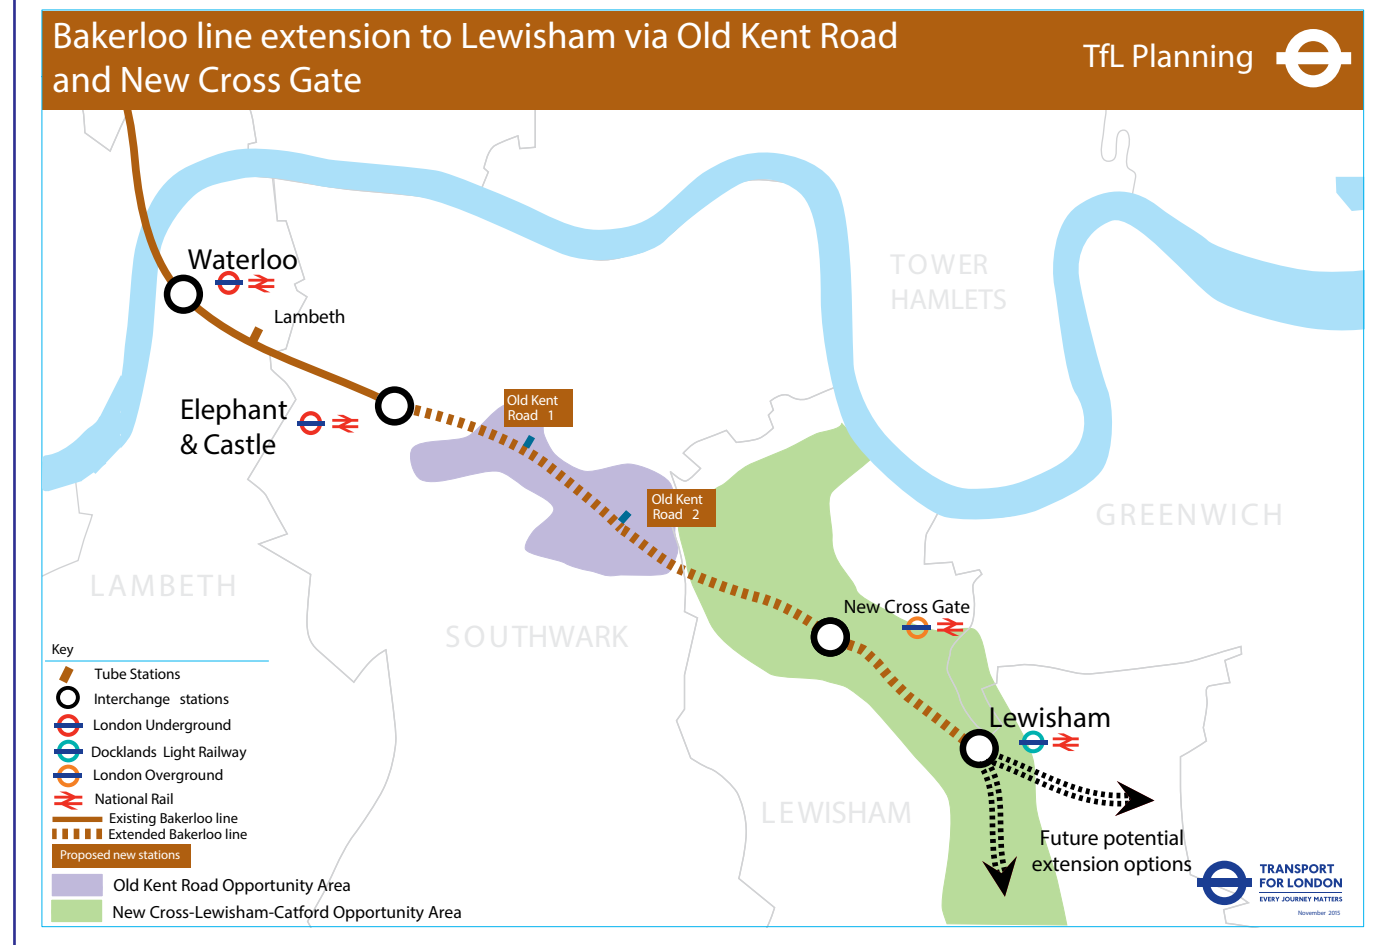 Bakerloo line extension to Lewisham via Old Kent Road
and New Cross Gate
TfL Planning
Waterloo
Lambeth
TOWER
HAMLETS
Elephant
& Castle
Old Kent
Road 1
Old Kent
Road 2
GREENWICH
LAMBETH
SOUTHWARK
New Cross Gate
Lewisham
LEWISHAM
Future potential
extension options
Key
Tube Stations
Interchange stations
London Underground
Docklands Light Railway
London Overground
National Rail
Existing Bakerloo line
Extended Bakerloo line
Proposed new stations
Old Kent Road Opportunity Area
New Cross-Lewisham-Catford Opportunity Area
TRANSPORT
FOR LONDON
EVERY JOURNEY MATTERS
November 2015